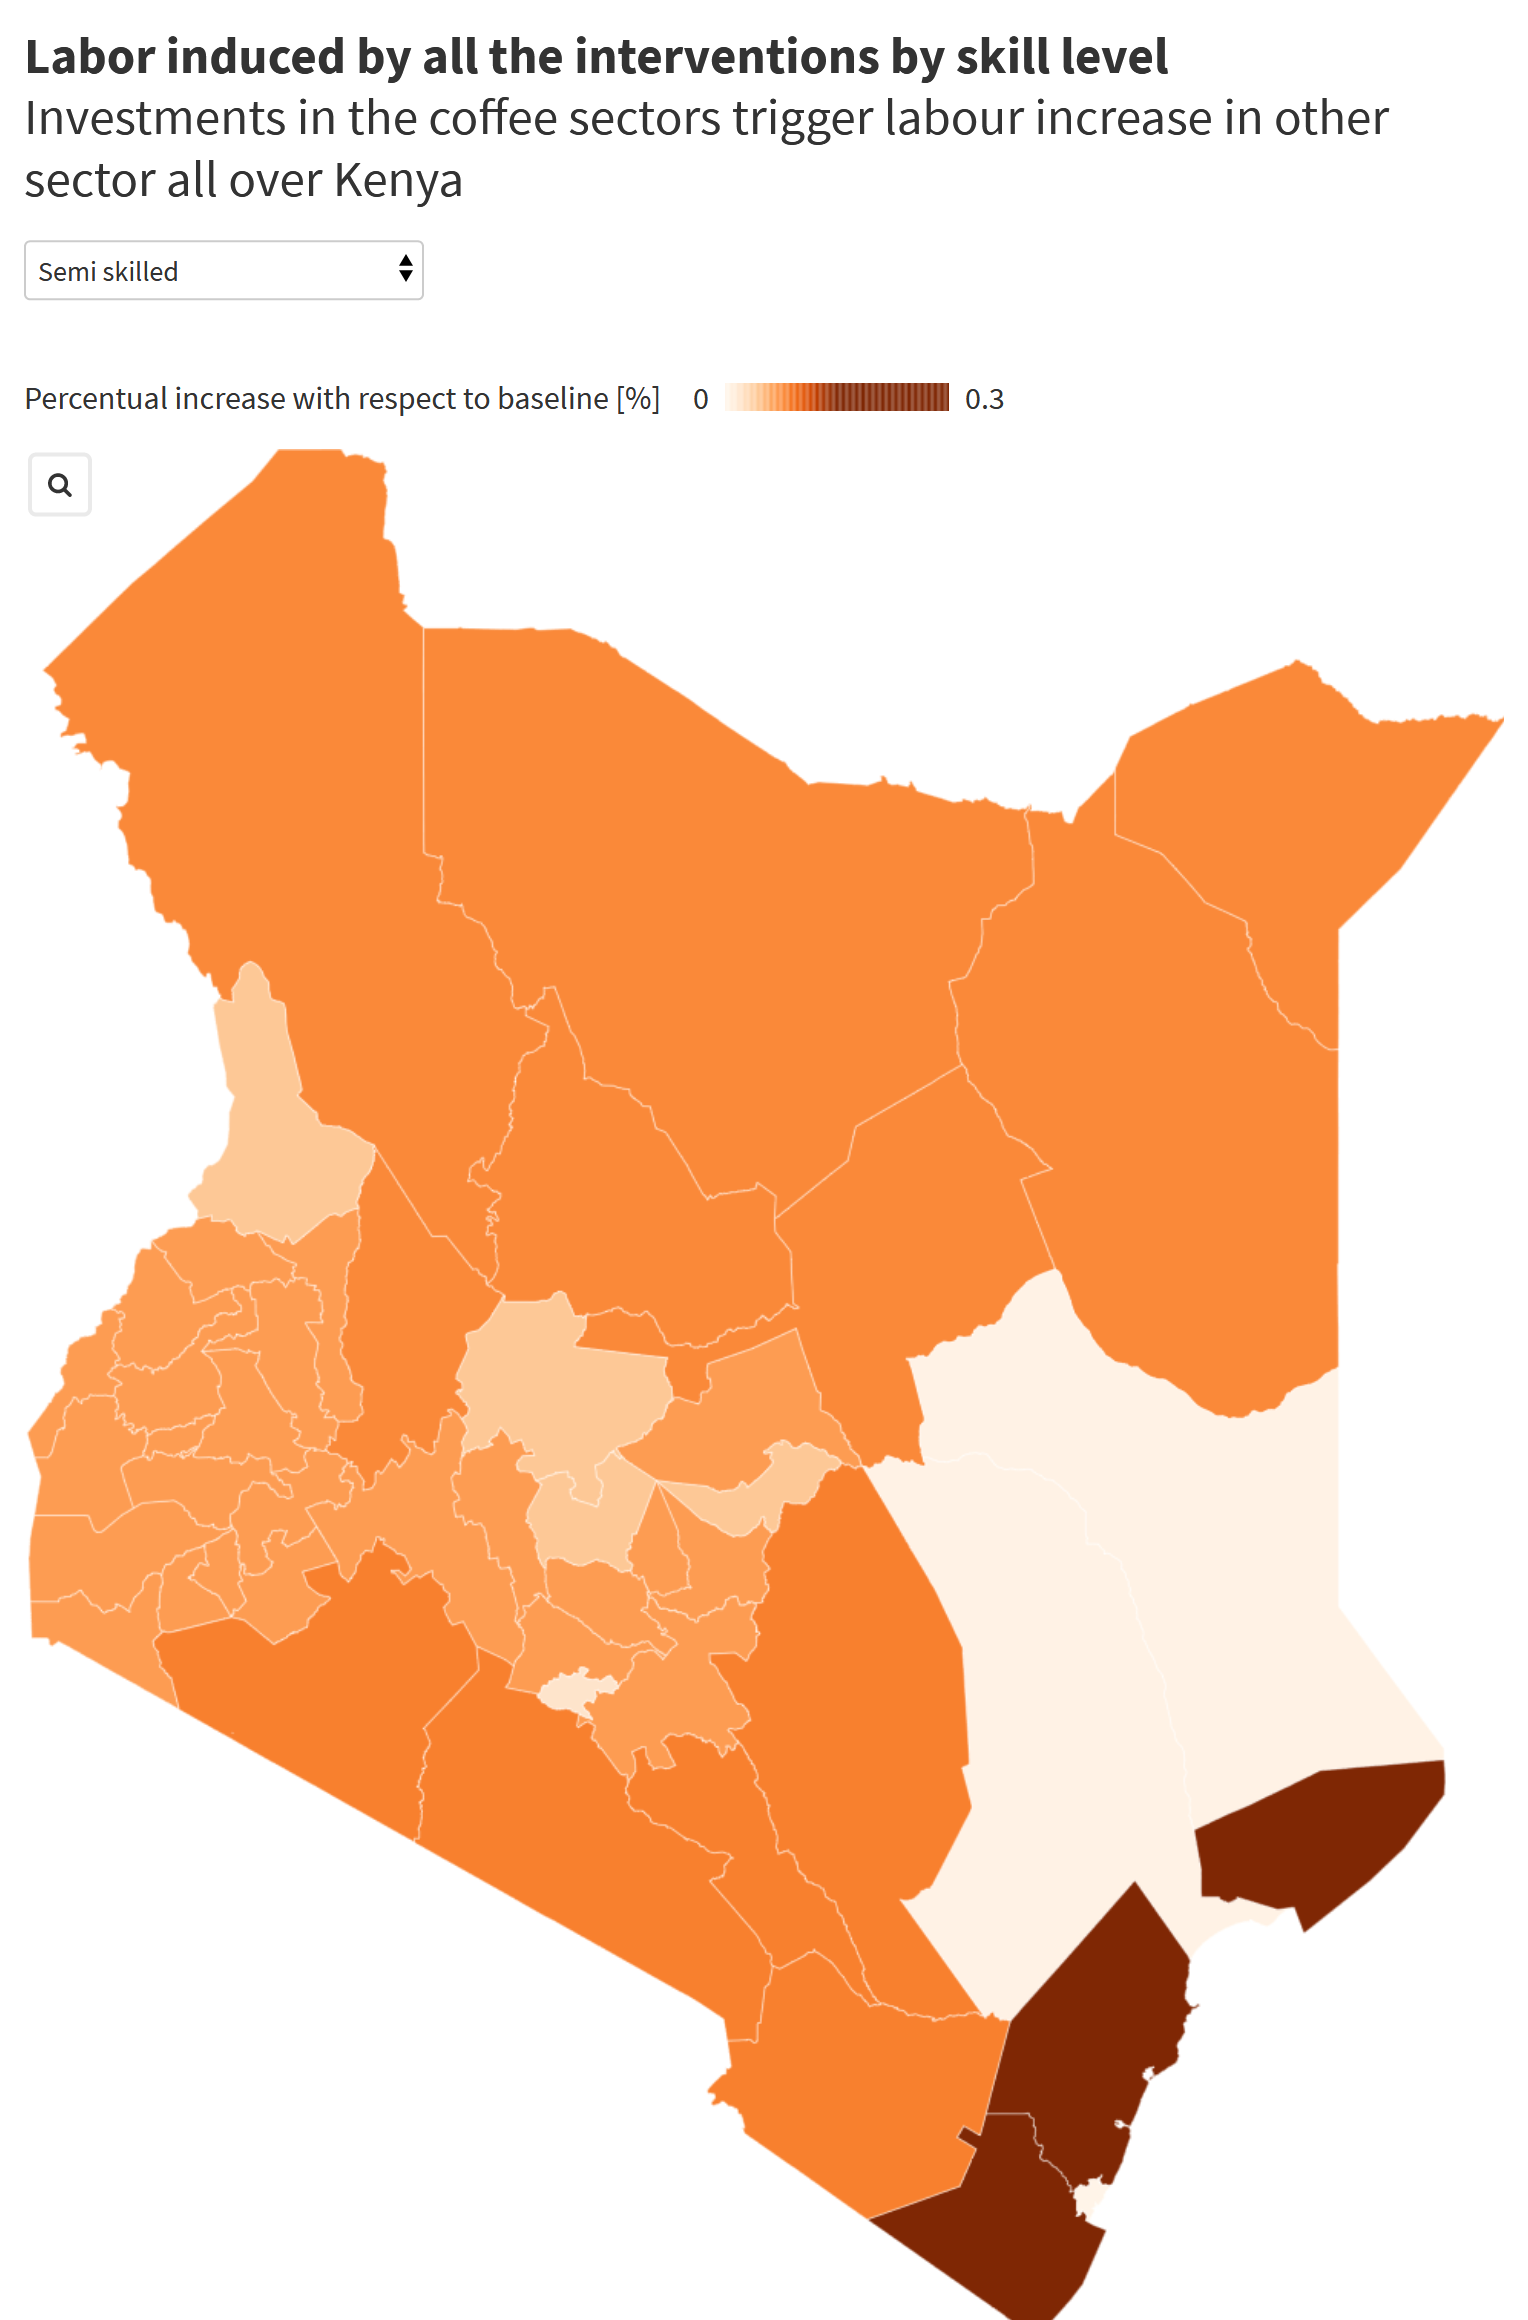 Labor induced by all the interventions by skill level
Investments in the coffee sectors trigger labour increase in other
sector all over Kenya
Semi skilled
Percentual increase with respect to baseline [%] 0 0.3